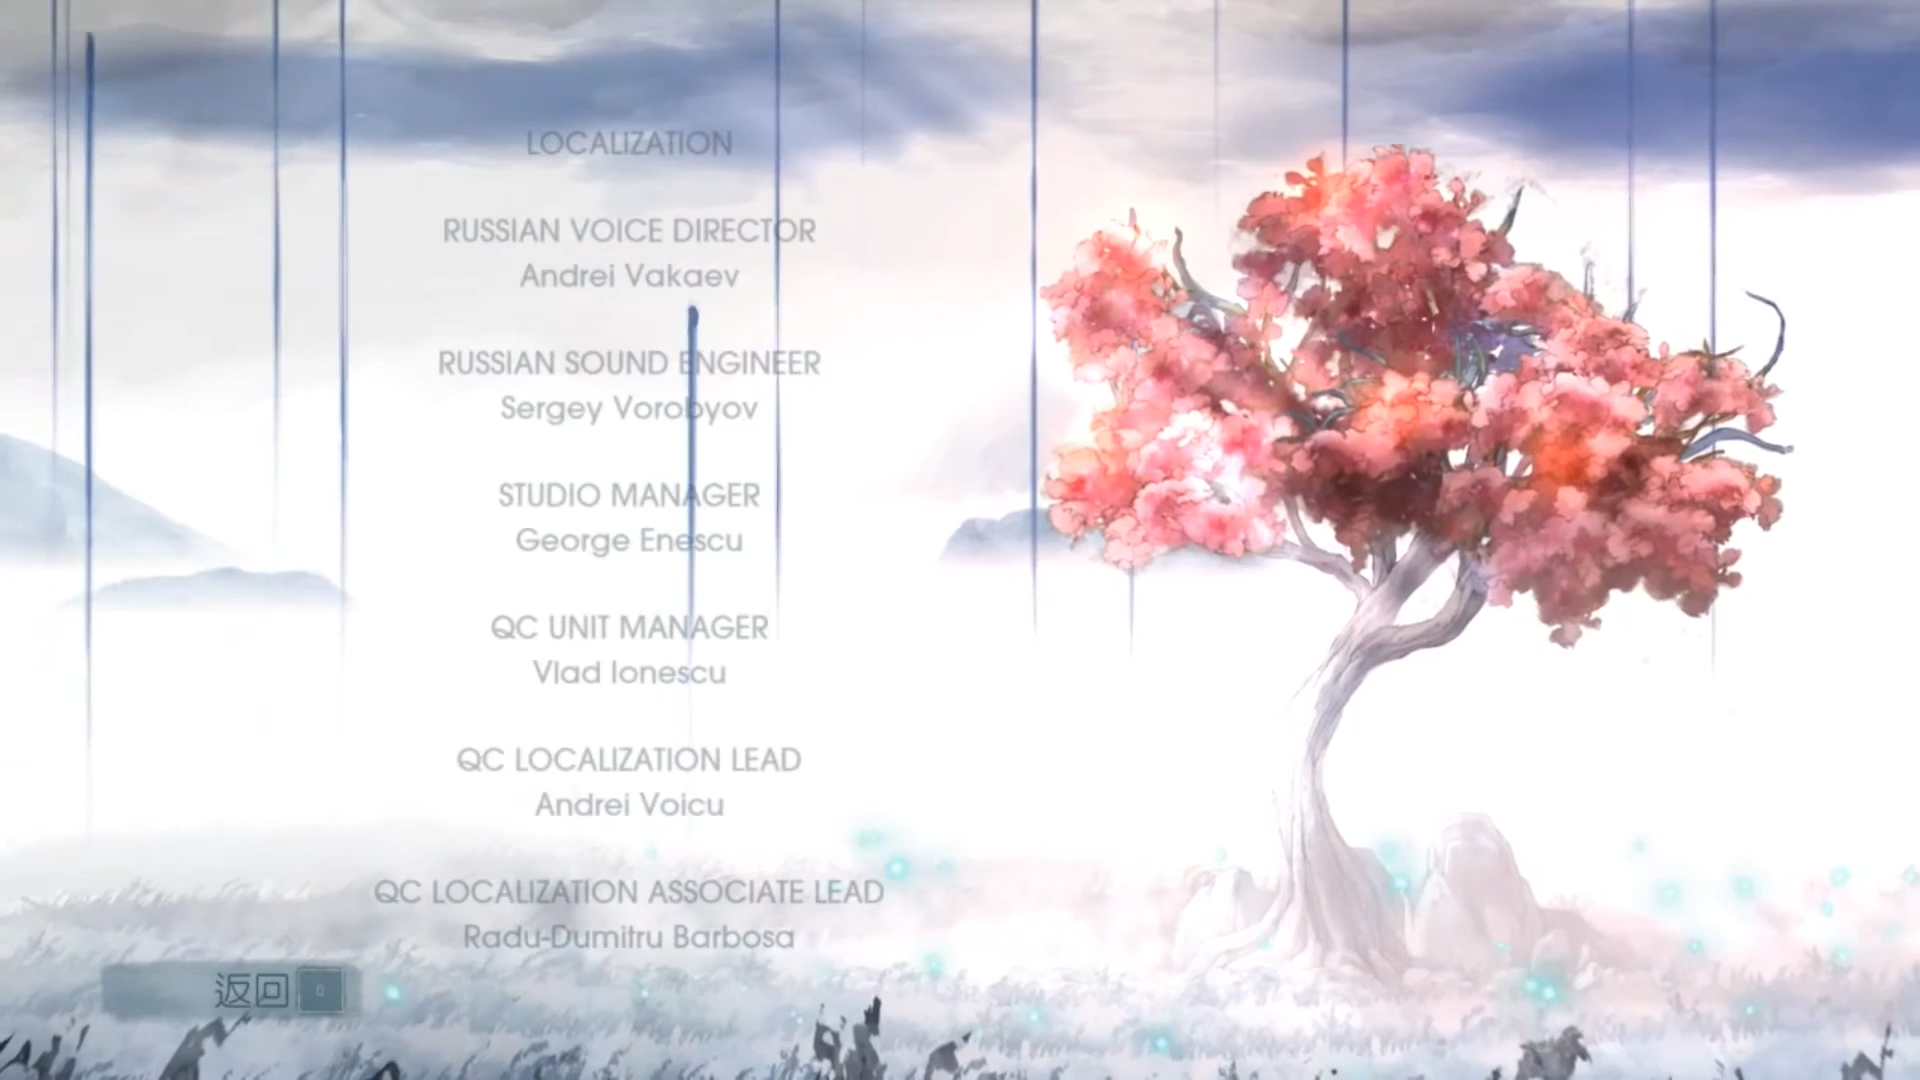 LOCALIZATION
RUSSIAN VOICE DIRECTOR
Andrei Vakaev
RUSSIAN SOUND ENGINEER
Sergey Vorobyov
STUDIO MANAGER
George Enescu
QC UNIT MANAGER
Vlad Ionescu
QC LOCALIZATION LEAD
Andrei Voicu
QC LOCALIZATION ASSOCIATE LEAD
Radu-Dumitru Barbosa
返回